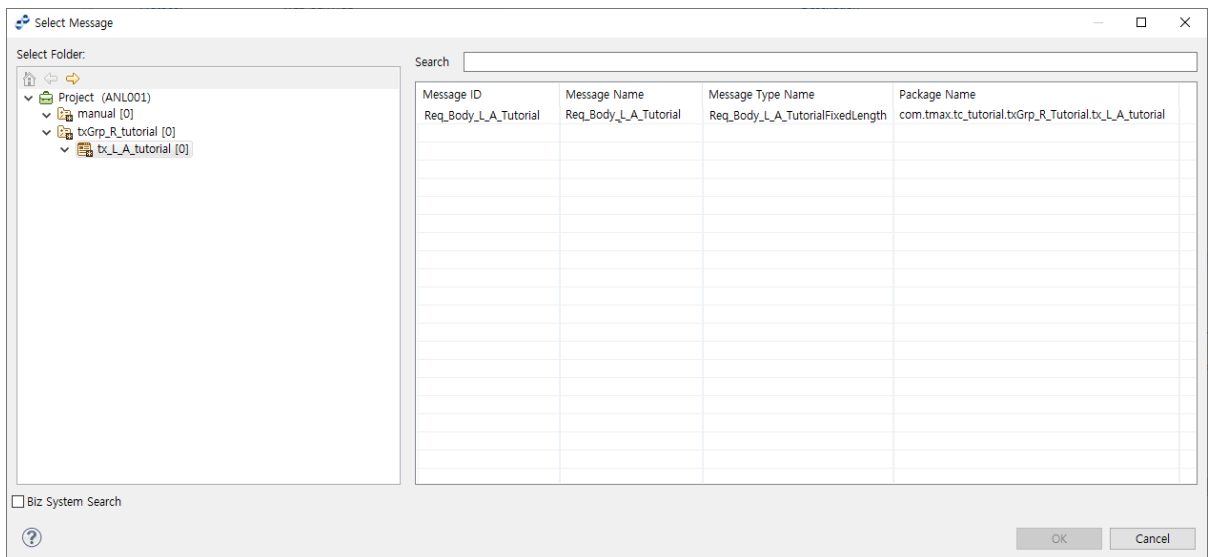 Select Message
Select Folder:
Project (ANL001)
manual [0]
txGrp_R_tutorial [0]
tx_L_A_tutorial [0]
Biz System Search
Search
Message ID Message Name Message Type Name Package Name
Req_Body_L_A_Tutorial Req_Body_L_A_Tutorial Req_Body_L_A_TutorialFixedLength com.tmax.tc_tutorial.txGrp_R_Tutorial.tx_L_A_tutorial
?
OK Cancel